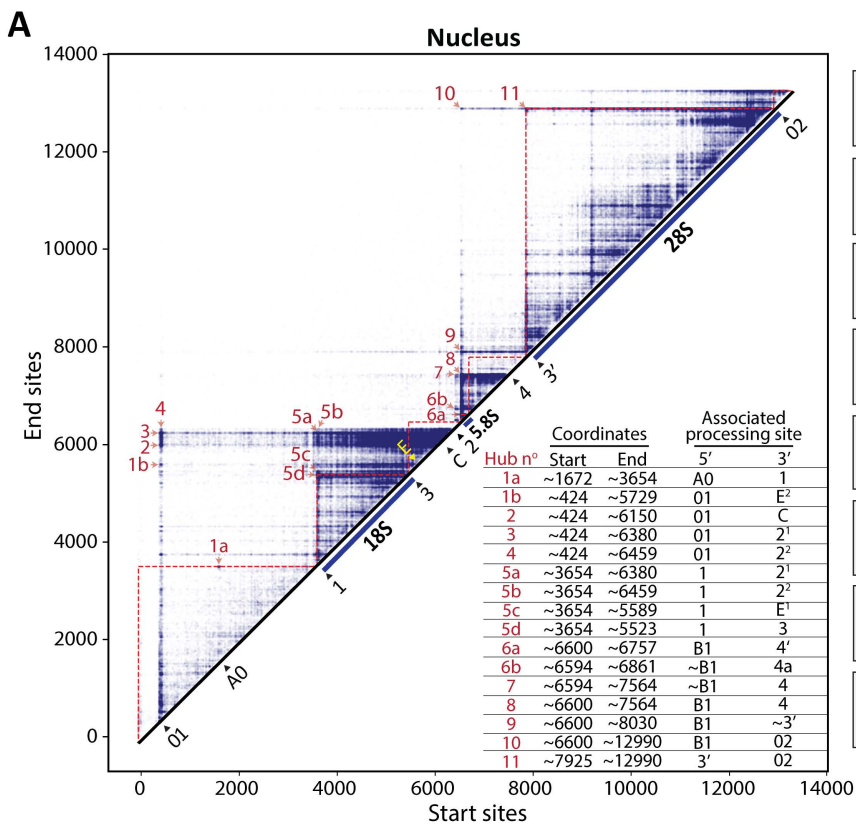 A
Nucleus
14000
12000
10000
8000
6000
4000
2000
0
End sites
10
11
02
28S
9
8
7
6b
6a
3'
4
4
3
2
1b
5a
5b
5c
5d
E
5.8S
2
C
3
18S
1a
1
A0
01
Coordinates Associated processing site
Hub nº Start End 5' 3'
1a ~1672 ~3654 A0 1
1b ~424 ~5729 01 E²
2 ~424 ~6150 01 C
3 ~424 ~6380 01 2¹
4 ~424 ~6459 01 2²
5a ~3654 ~6380 1 2¹
5b ~3654 ~6459 1 2²
5c ~3654 ~5589 1 E¹
5d ~3654 ~5523 1 3
6a ~6600 ~6757 B1 4'
6b ~6594 ~6861 ~B1 4a
7 ~6594 ~7564 ~B1 4
8 ~6600 ~7564 B1 4
9 ~6600 ~8030 B1 ~3'
10 ~6600 ~12990 B1 02
11 ~7925 ~12990 3' 02
0 2000 4000 6000 8000 10000 12000 14000
Start sites